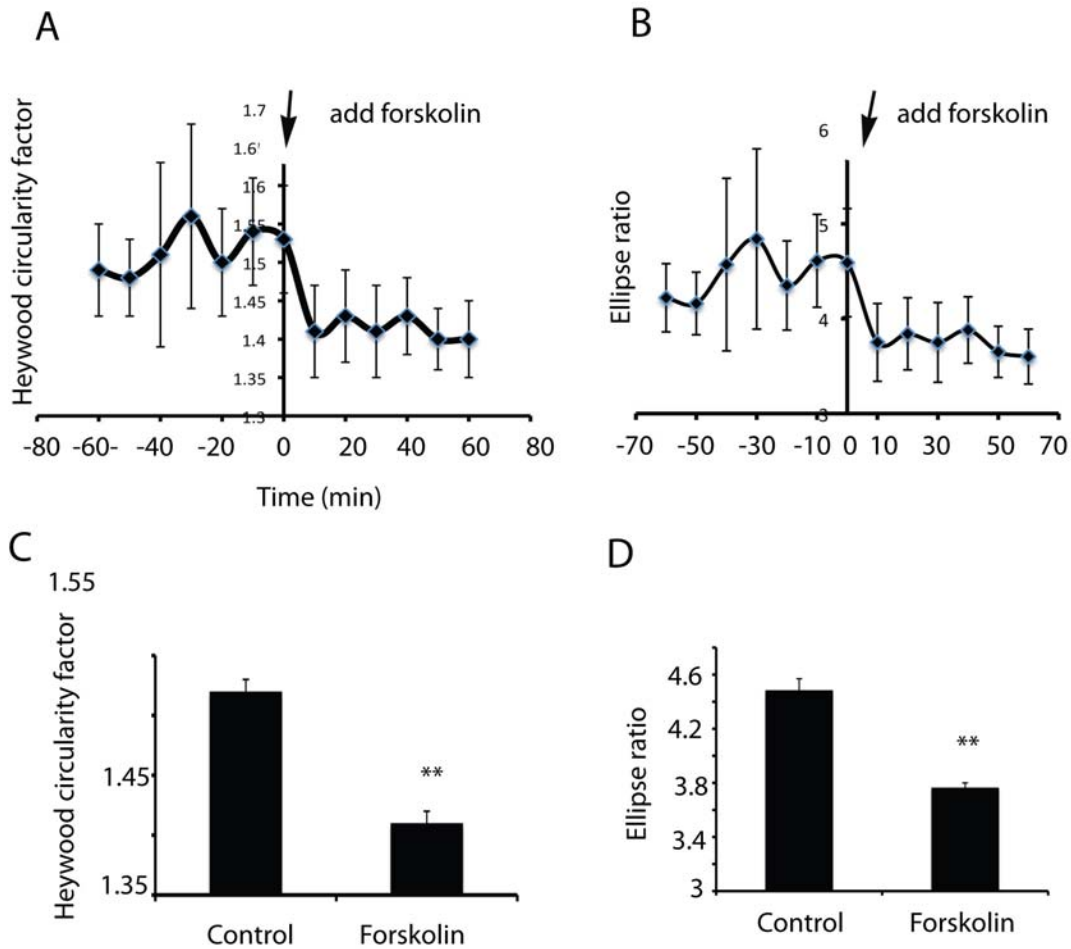 A
Heywood circularity factor
add forskolin
1.7
1.6'
1.6
1.55
1.5
1.45
1.4
1.35
1.3
-80 -60- -40 -20 0 20 40 60 80
Time (min)
B
Ellipse ratio
add forskolin
6
5
4
3
-70 -50 -30 -10 0 10 30 50 70
C
1.55
Heywood circularity factor
1.45
1.35
**
Control Forskolin
D
Ellipse ratio
4.6
4.2
3.8
3.4
3
**
Control Forskolin